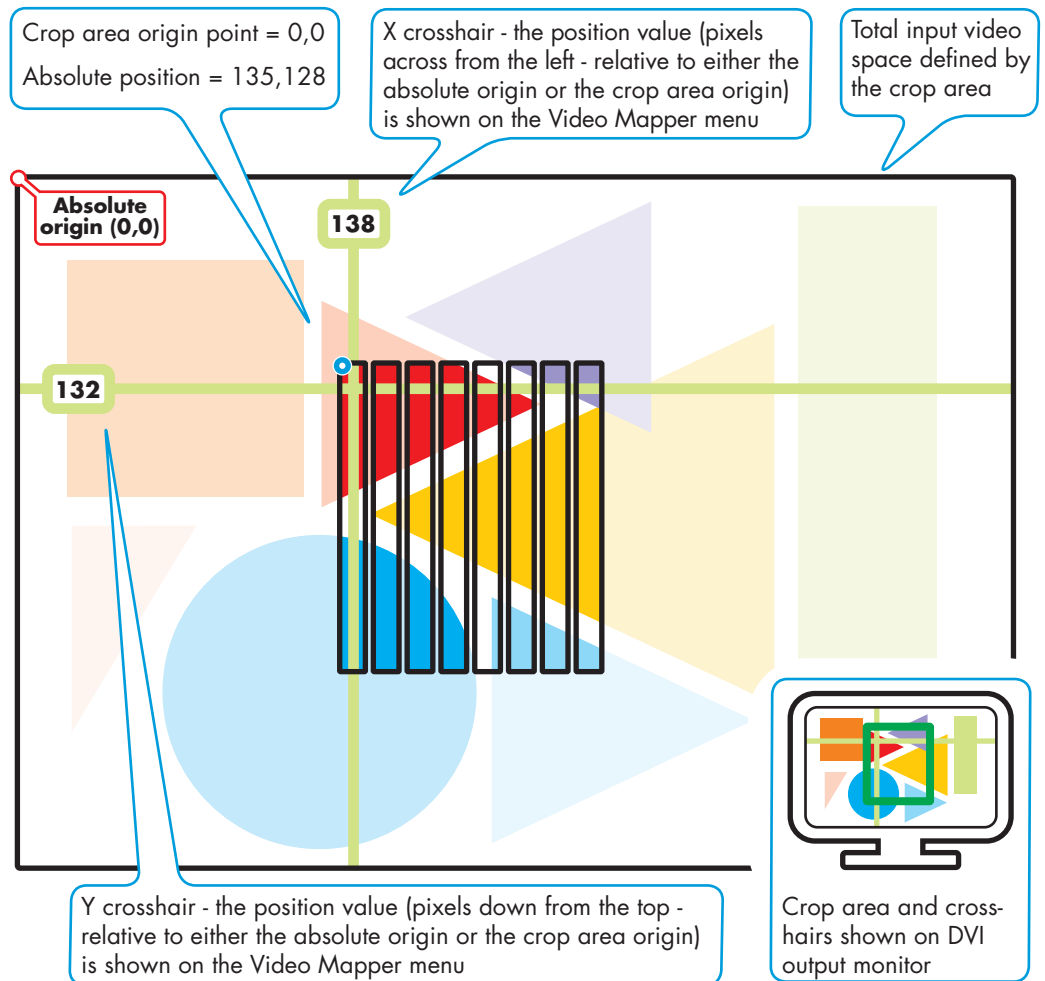 Crop area origin point = 0,0
Absolute position = 135,128
X crosshair - the position value (pixels
across from the left - relative to either the
absolute origin or the crop area origin)
is shown on the Video Mapper menu
Total input video
space defined by
the crop area
Absolute
origin (0,0)
138
132
Y crosshair - the position value (pixels down from the top -
relative to either the absolute origin or the crop area origin)
is shown on the Video Mapper menu
Crop area and cross-
hairs shown on DVI
output monitor